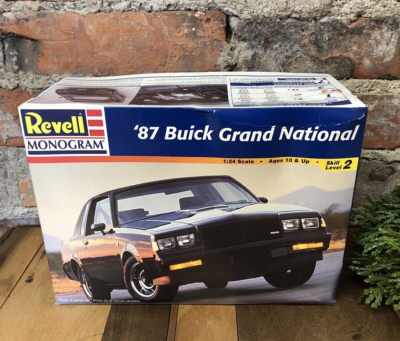 Revell
MONOGRAM®
'87 Buick Grand National
1:24 Scale • Ages 10 & Up • Skill Level 2